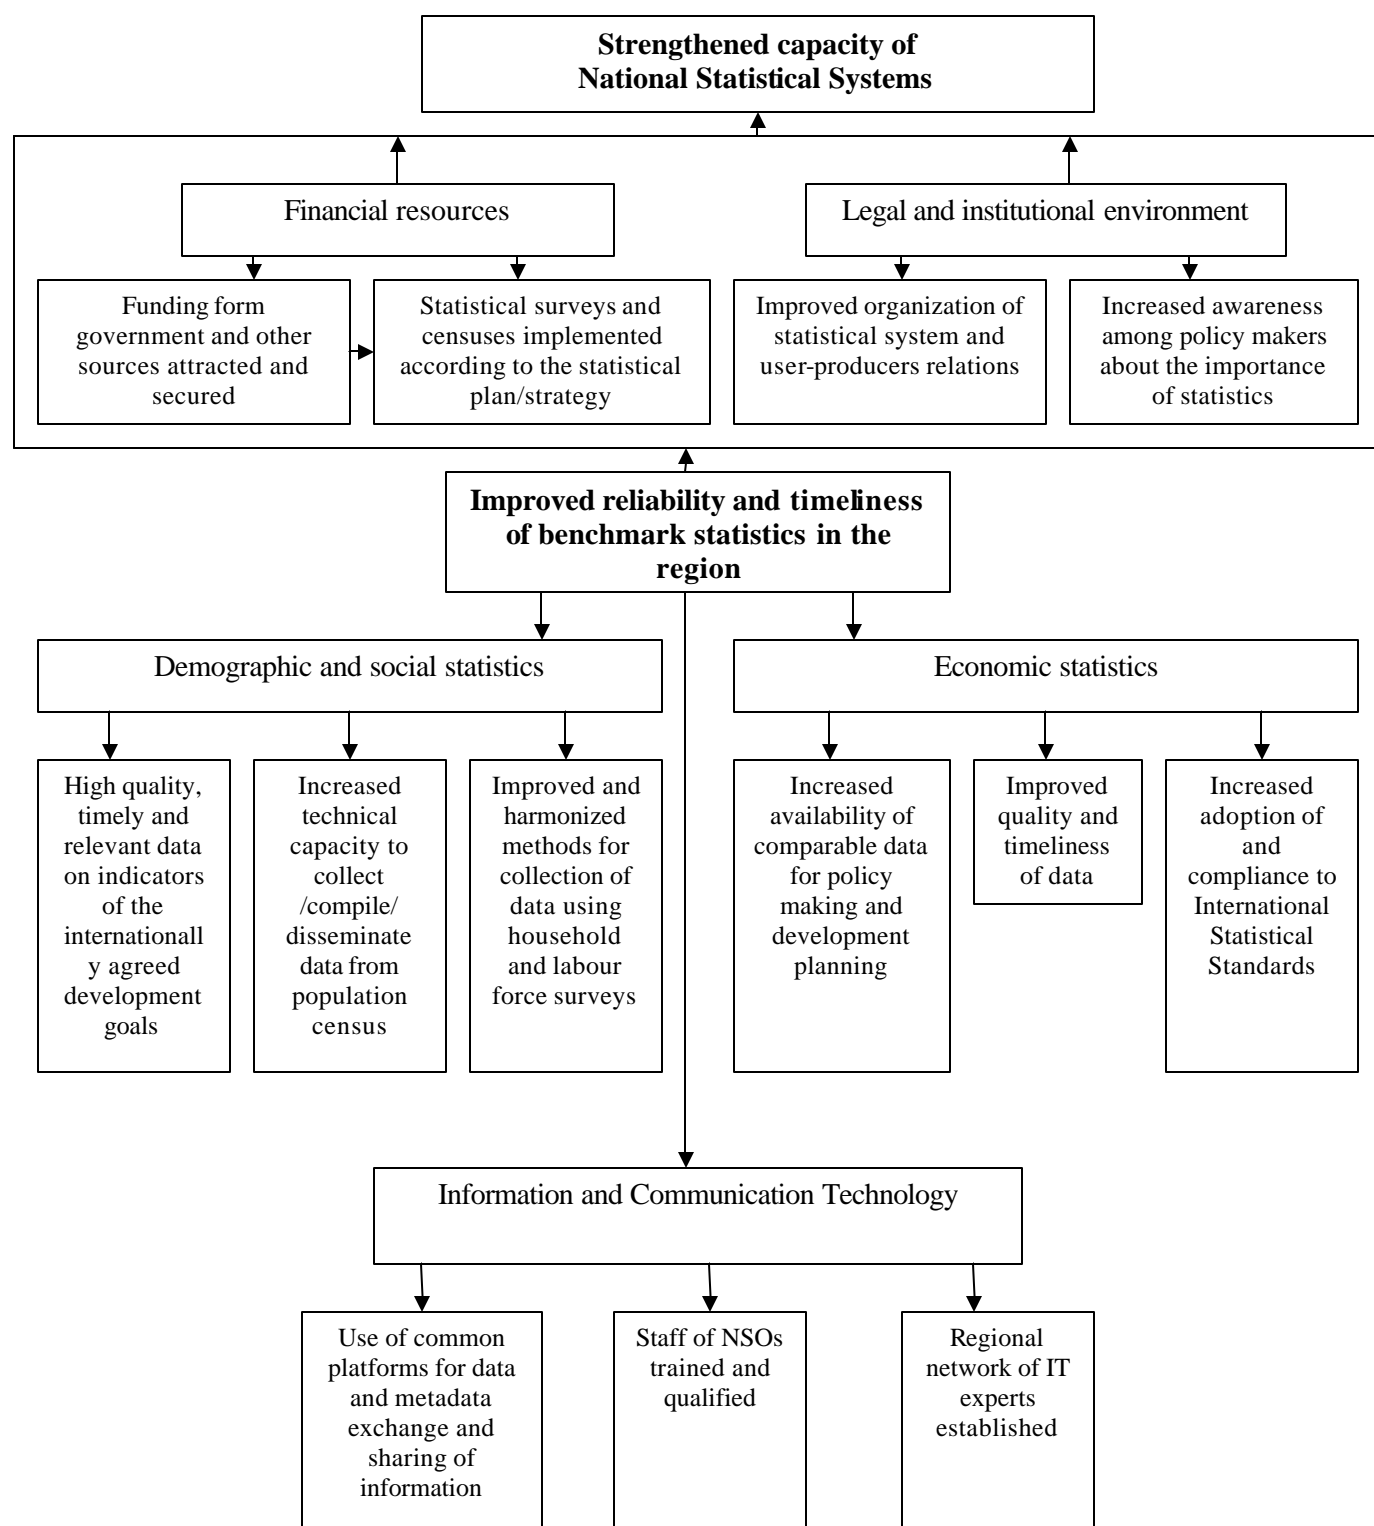 Strengthened capacity of
National Statistical Systems
Financial resources
Legal and institutional environment
Funding form
government and other
sources attracted and
secured
Statistical surveys and
censuses implemented
according to the statistical
plan/strategy
Improved organization of
statistical system and
user-producers relations
Increased awareness
among policy makers
about the importance
of statistics
Improved reliability and timeliness
of benchmark statistics in the
region
Demographic and social statistics
Economic statistics
High quality,
timely and
relevant data
on indicators
of the
internationall
y agreed
development
goals
Increased
technical
capacity to
collect
/compile/
disseminate
data from
population
census
Improved and
harmonized
methods for
collection of
data using
household
and labour
force surveys
Increased
availability of
comparable data
for policy
making and
development
planning
Improved
quality and
timeliness
of data
Increased
adoption of
and
compliance to
International
Statistical
Standards
Information and Communication Technology
Use of common
platforms for data
and metadata
exchange and
sharing of
information
Staff of NSOs
trained and
qualified
Regional
network of IT
experts
established